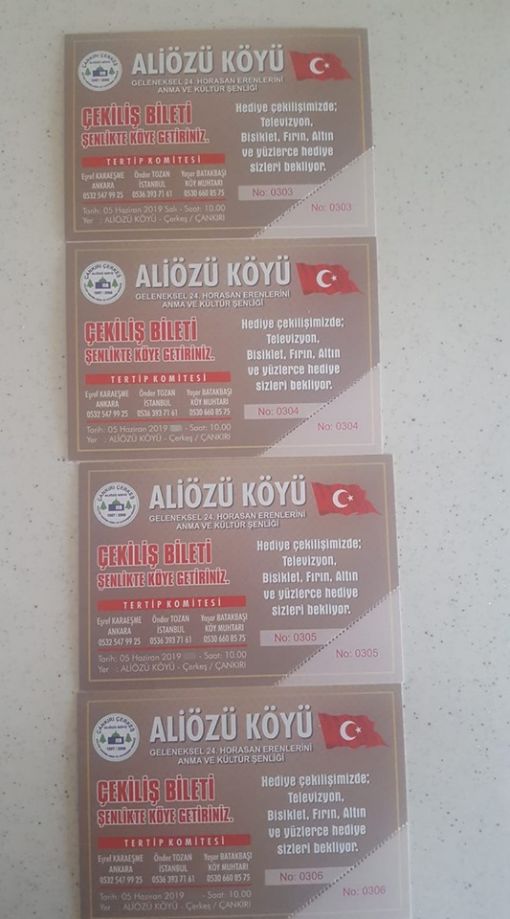 ÇANKIRI ÇERKEŞ
ALİÖZÜ KÖYÜ
GELENEKSEL 24. HORASAN ERENLERİNİ
ANMA VE KÜLTÜR ŞENLİĞİ
ÇEKİLİŞ BİLETİ
ŞENLİKTE KÖYE GETİRİNİZ.
Hediye çekilişimizde;
Televizyon,
Bisiklet, Fırın, Altın
ve yüzlerce hediye
sizleri bekliyor.
TERTİP KOMİTESİ
Eşref KARAEŞME Önder TOZAN Yaşar BATAKBAŞI
ANKARA İSTANBUL KÖY MUHTARI
0532 547 99 25 0536 393 71 61 0530 660 85 75
No: 0303
No: 0303
Tarih: 05 Haziran 2019 Salı - Saat: 10.00
Yer : ALİÖZÜ KÖYÜ - Çerkeş / ÇANKIRI
ÇANKIRI ÇERKEŞ
ALİÖZÜ KÖYÜ
GELENEKSEL 24. HORASAN ERENLERİNİ
ANMA VE KÜLTÜR ŞENLİĞİ
ÇEKİLİŞ BİLETİ
ŞENLİKTE KÖYE GETİRİNİZ.
Hediye çekilişimizde;
Televizyon,
Bisiklet, Fırın, Altın
ve yüzlerce hediye
sizleri bekliyor.
TERTİP KOMİTESİ
Eşref KARAEŞME Önder TOZAN Yaşar BATAKBAŞI
ANKARA İSTANBUL KÖY MUHTARI
0532 547 99 25 0536 393 71 61 0530 660 85 75
No: 0304
No: 0304
Tarih: 05 Haziran 2019 - Saat: 10.00
Yer : ALİÖZÜ KÖYÜ - Çerkeş / ÇANKIRI
ÇANKIRI ÇERKEŞ
1997 / 2008
ALİÖZÜ KÖYÜ
GELENEKSEL 24. HORASAN ERENLERİNİ
ANMA VE KÜLTÜR ŞENLİĞİ
ÇEKİLİŞ BİLETİ
ŞENLİKTE KÖYE GETİRİNİZ.
Hediye çekilişimizde;
Televizyon,
Bisiklet, Fırın, Altın
ve yüzlerce hediye
sizleri bekliyor.
TERTİP KOMİTESİ
Eşref KARAEŞME Önder TOZAN Yaşar BATAKBAŞI
ANKARA İSTANBUL KÖY MUHTARI
0532 547 99 25 0536 393 71 61 0530 660 85 75
No: 0305
No: 0305
Tarih: 05 Haziran 2019 - Saat: 10.00
Yer : ALİÖZÜ KÖYÜ - Çerkeş / ÇANKIRI
ÇANKIRI ÇERKEŞ
ALİÖZÜ KÖYÜ
GELENEKSEL 24. HORASAN ERENLERİNİ
ANMA VE KÜLTÜR ŞENLİĞİ
ÇEKİLİŞ BİLETİ
ŞENLİKTE KÖYE GETİRİNİZ.
Hediye çekilişimizde;
Televizyon,
Bisiklet, Fırın, Altın
ve yüzlerce hediye
sizleri bekliyor.
TERTİP KOMİTESİ
Eşref KARAEŞME Önder TOZAN Yaşar BATAKBAŞI
ANKARA İSTANBUL KÖY MUHTARI
0532 547 99 25 0536 393 71 61 0530 660 85 75
No: 0306
No: 0306
Tarih: 05 Haziran 2019 - Saat: 10.00